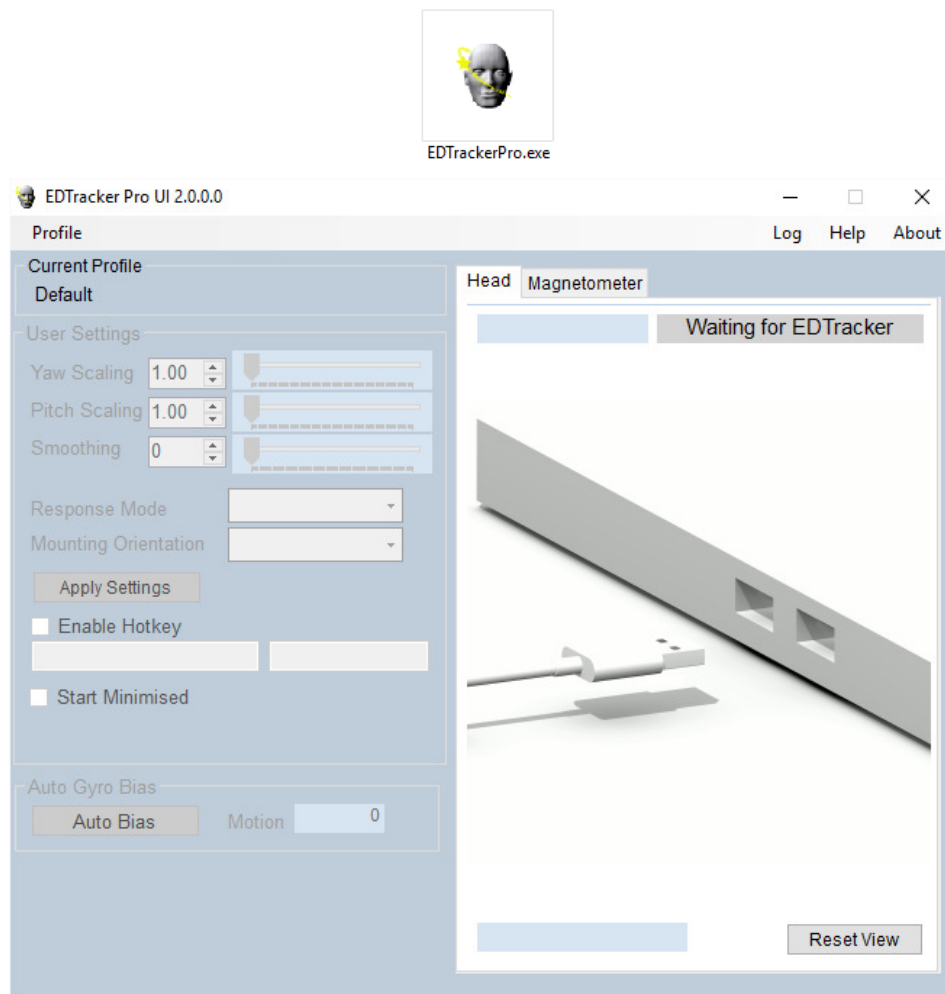 EDTrackerPro.exe
EDTracker Pro UI 2.0.0.0
Profile
Log Help About
Current Profile
Default
User Settings
Yaw Scaling 1.00
Pitch Scaling 1.00
Smoothing 0
Response Mode
Mounting Orientation
Apply Settings
Enable Hotkey
Start Minimised
Auto Gyro Bias
Auto Bias Motion 0
Head Magnetometer
Waiting for EDTracker
Reset View